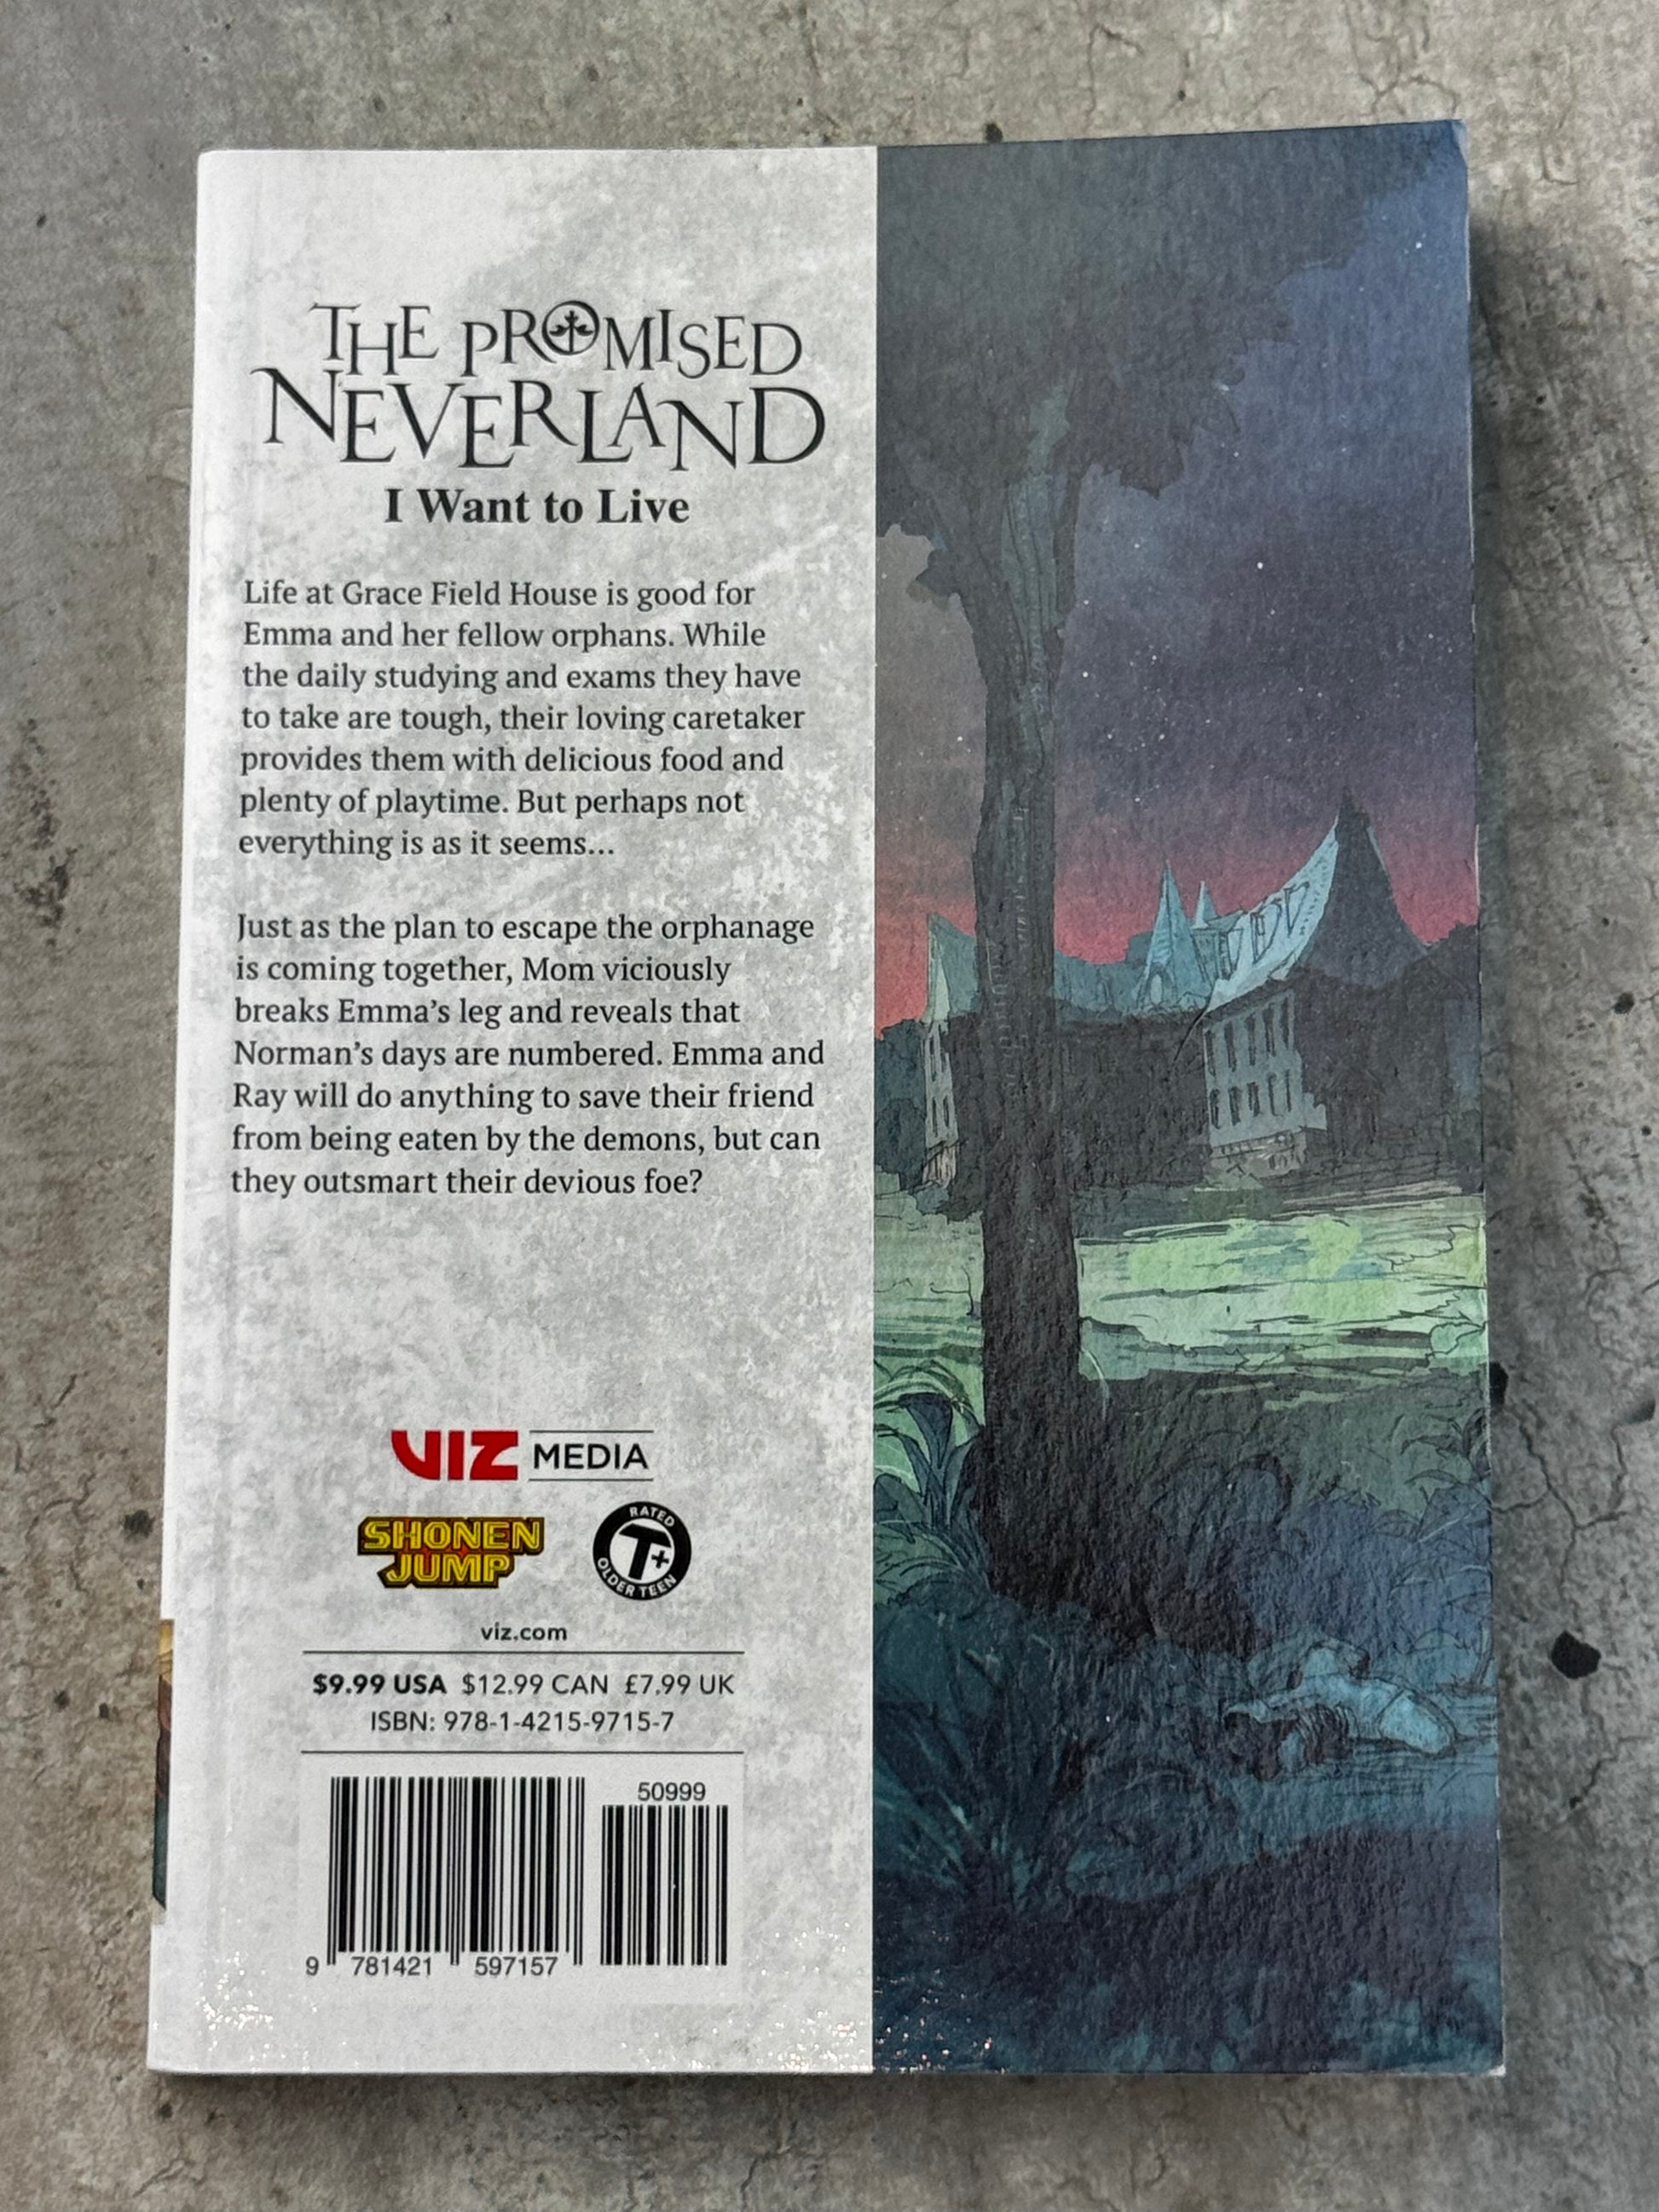 THE PROMISED
NEVERLAND
I Want to Live
Life at Grace Field House is good for
Emma and her fellow orphans. While
the daily studying and exams they have
to take are tough, their loving caretaker
provides them with delicious food and
plenty of playtime. But perhaps not
everything is as it seems...
Just as the plan to escape the orphanage
is coming together, Mom viciously
breaks Emma’s leg and reveals that
Norman’s days are numbered. Emma and
Ray will do anything to save their friend
from being eaten by the demons, but can
they outsmart their devious foe?
VIZ MEDIA
SHONEN
JUMP
RATED
T+
OLDER TEEN
viz.com
$9.99 USA $12.99 CAN £7.99 UK
ISBN: 978-1-4215-9715-7
50999
9 781421 597157